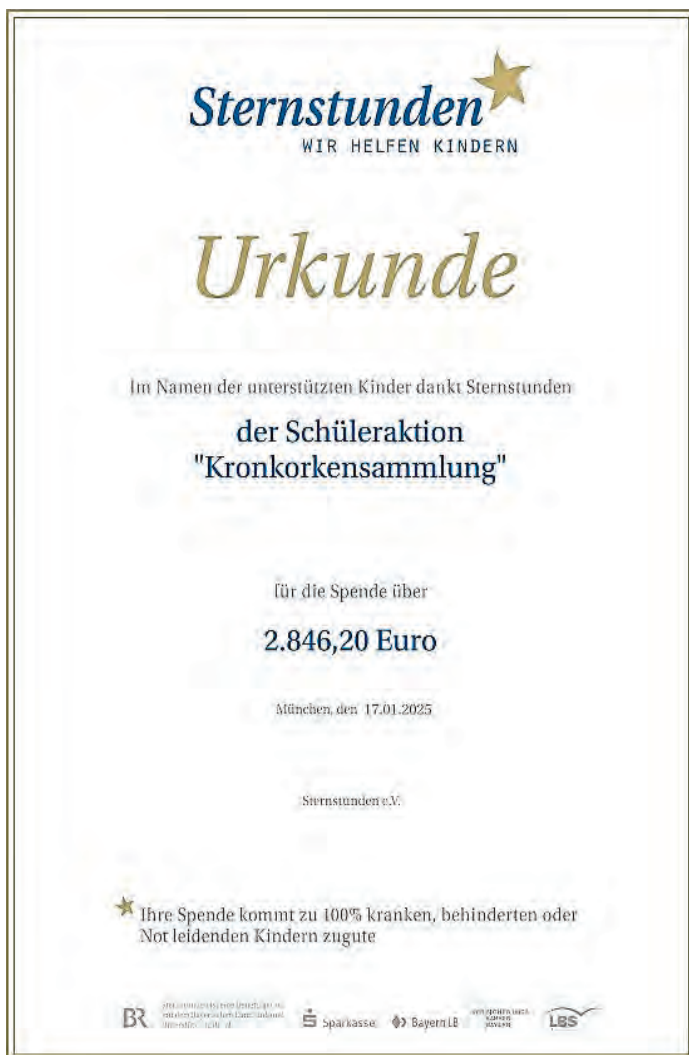 Sternstunden
WIR HELFEN KINDERN
Urkunde
Im Namen der unterstützten Kinder dankt Sternstunden
der Schüleraktion
"Kronkorkensammlung"
für die Spende über
2.846,20 Euro
München, den 17.01.2025
Sternstunden e.V.
Ihre Spende kommt zu 100% kranken, behinderten oder
Not leidenden Kindern zugute
BR
Sparkasse
Bayern LB
LBS